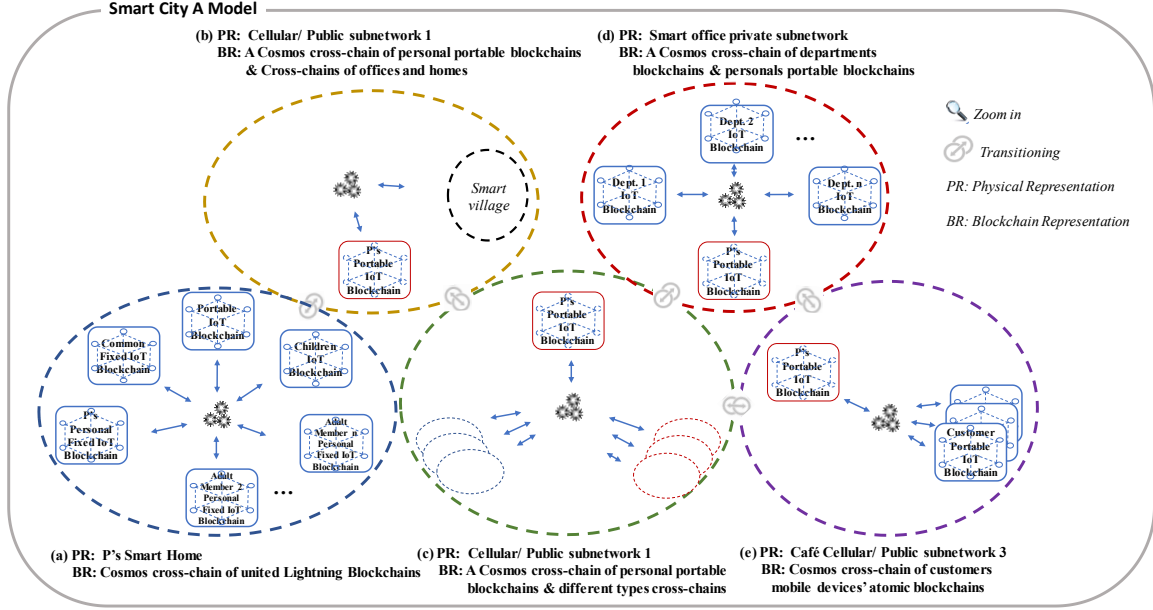 Smart City A Model
(b) PR: Cellular/ Public subnetwork 1
BR: A Cosmos cross-chain of personal portable blockchains
& Cross-chains of offices and homes
(d) PR: Smart office private subnetwork
BR: A Cosmos cross-chain of departments
blockchains & personals portable blockchains
Zoom in
Transitioning
PR: Physical Representation
BR: Blockchain Representation
Smart
village
P's
Portable
IoT
Blockchain
Dept. 2
IoT
Blockchain
...
Dept. 1
IoT
Blockchain
Dept. n
IoT
Blockchain
P's
Portable
IoT
Blockchain
Portable
IoT
Blockchain
Common
Fixed IoT
Blockchain
Children
IoT
Blockchain
P's
Personal
Fixed IoT
Blockchain
Adult
Member_n
Personal
Fixed IoT
Blockchain
Adult
Member_2
Personal
Fixed IoT
Blockchain
...
P's
Portable
IoT
Blockchain
P's
Portable
IoT
Blockchain
Customer
Portable
IoT
Blockchain
(a) PR: P's Smart Home
BR: Cosmos cross-chain of united Lightning Blockchains
(c) PR: Cellular/ Public subnetwork 1
BR: A Cosmos cross-chain of personal portable
blockchains & different types cross-chains
(e) PR: Café Cellular/ Public subnetwork 3
BR: Cosmos cross-chain of customers
mobile devices' atomic blockchains